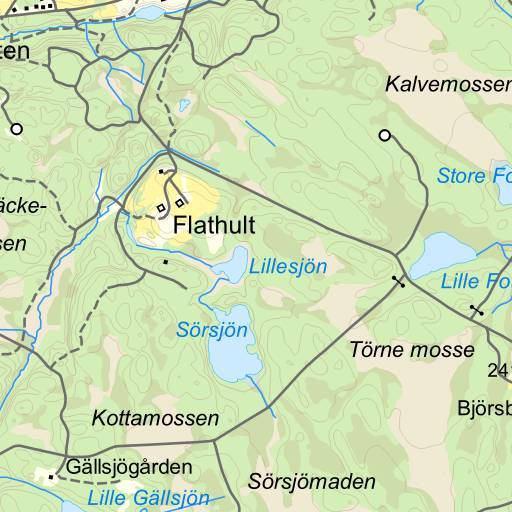 ten
Kalvemossen
Store Fo
äcke-
sen
Flathult
Lillesjön
Lille Fo
Sörsjön
Törne mosse
24
Björsb
Kottamossen
Gällsjögården
Sörsjömaden
Lille Gällsjön